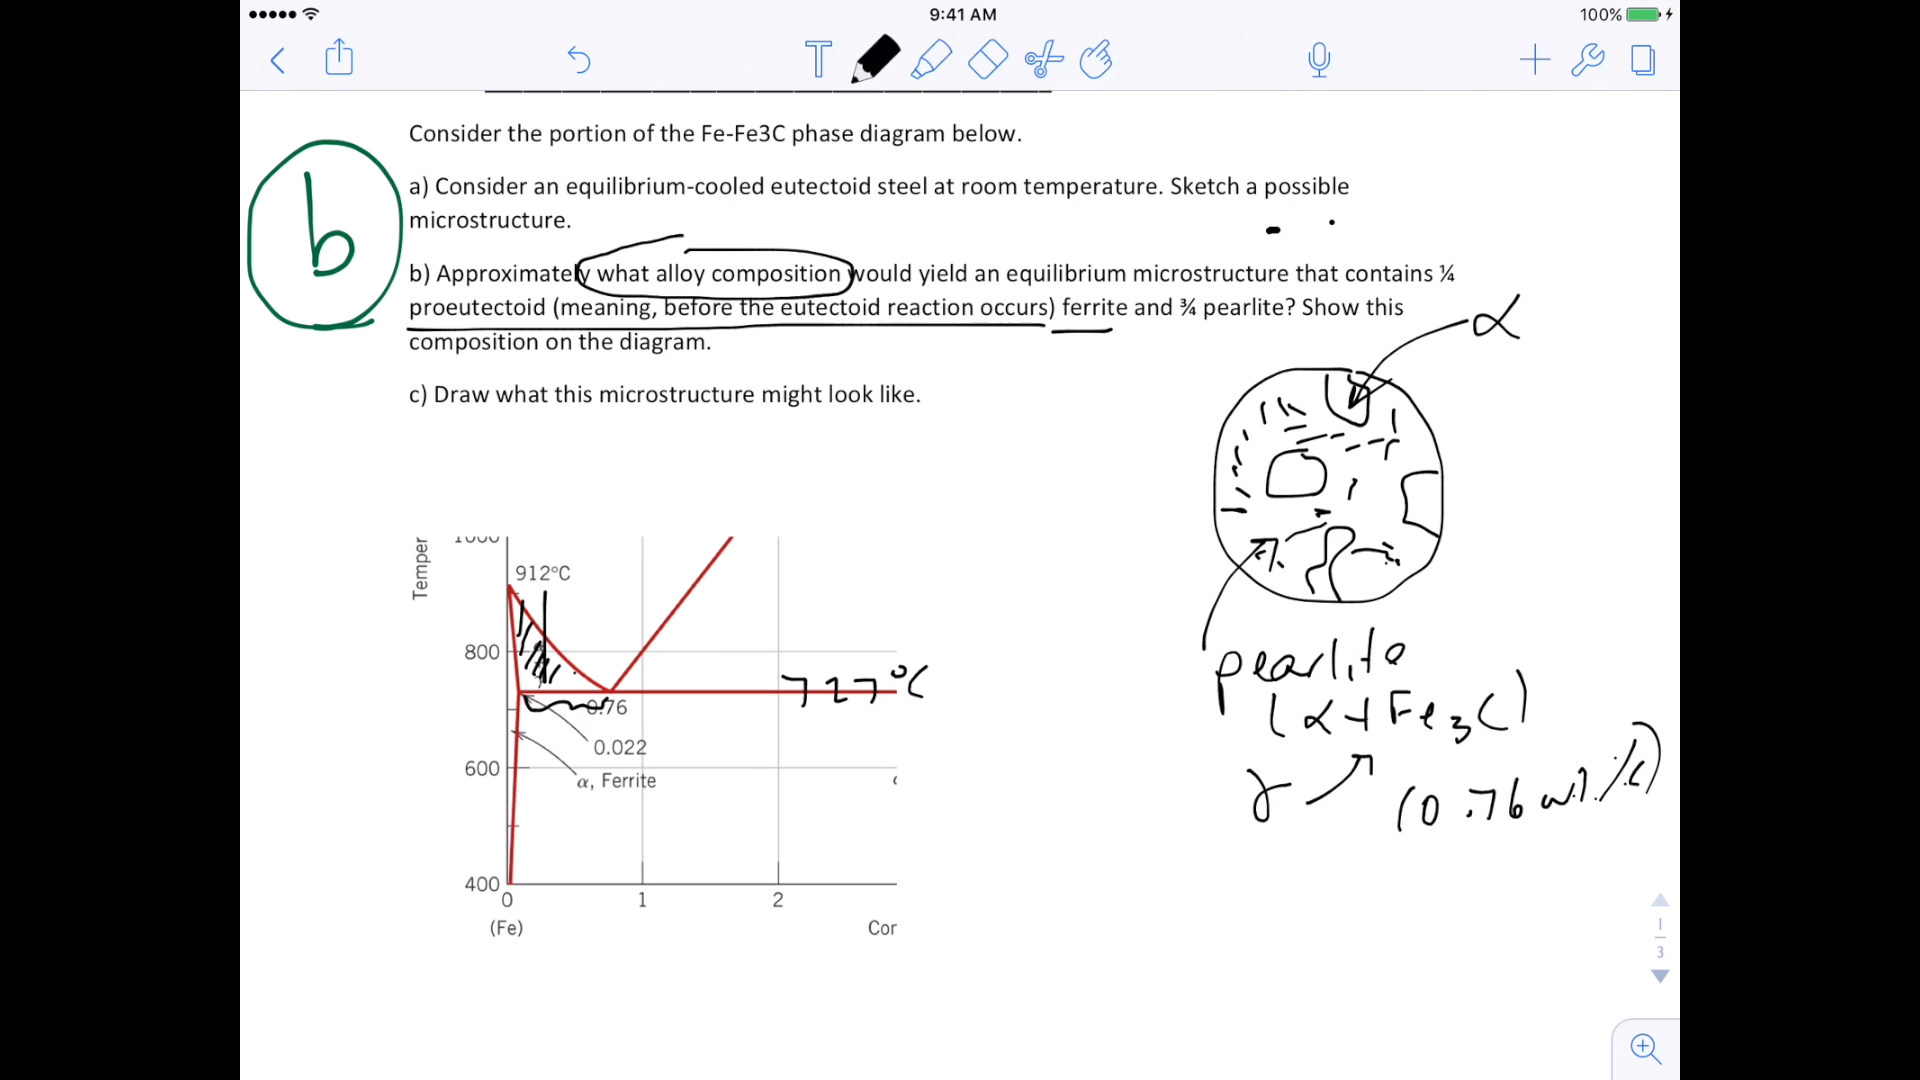 9:41 AM
100%
T
Consider the portion of the Fe-Fe3C phase diagram below.
a) Consider an equilibrium-cooled eutectoid steel at room temperature. Sketch a possible
microstructure.
b
b) Approximately what alloy composition would yield an equilibrium microstructure that contains ¼
proeutectoid (meaning, before the eutectoid reaction occurs) ferrite and ¾ pearlite? Show this
composition on the diagram.
c) Draw what this microstructure might look like.
α
Temper
1000
912°C
800
727°C
0.76
0.022
600
α, Ferrite
400
0
1
2
(Fe)
Cor
pearlite
(α+Fe3C)
γ
(0.76 wt.%C)
1
3